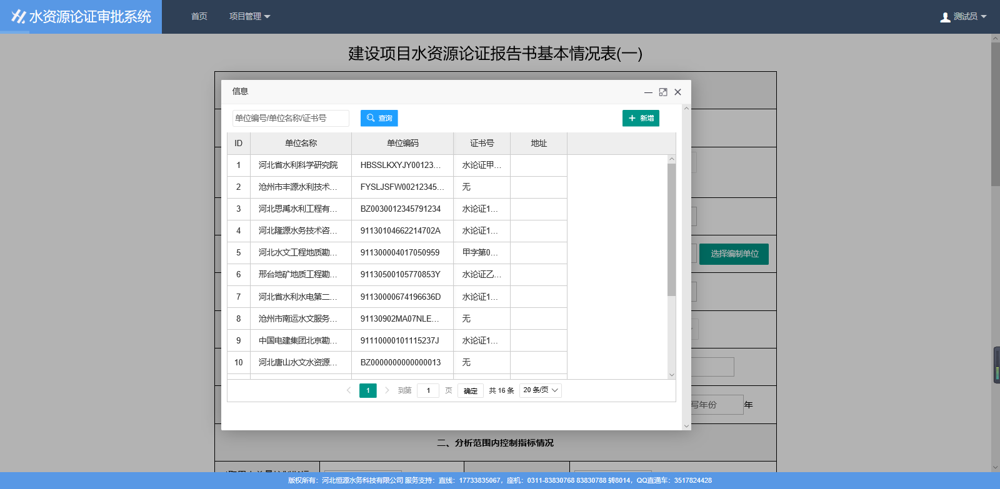 水资源论证审批系统
首页
项目管理
测试员
建设项目水资源论证报告书基本情况表(一)
信息
单位编号/单位名称/证书号
查询
新增
ID 单位名称 单位编码 证书号 地址
1 河北省水利科学研究院 HBSSLKXYJY00123... 水论证甲...
2 沧州市丰源水利技术... FYSLJSFW00212345... 无
3 河北思禹水利工程有... BZ0030012345791234 水论证1...
4 河北隆源水务技术咨... 91130104662214702A 水论证1...
5 河北水文工程地质勘... 911300004017050959 甲字第0...
6 邢台地矿地质工程勘... 91130500105770853Y 水论证乙...
7 河北省水利水电第二... 91130000674196636D 水论证1...
8 沧州市南运水文服务... 91130902MA07NLE... 无
9 中国电建集团北京勘... 91110000101115237J 水论证1...
10 河北唐山水文水资源... BZ0000000000000013 无
1 到第 1 页 确定 共 16 条 20 条/页
选择编制单位
写年份 年
二、分析范围内控制指标情况
版权所有：河北恒源水务科技有限公司 服务支持：直线：17733835067，座机：0311-83830768 83830788 转8014，QQ直通车：3517824428